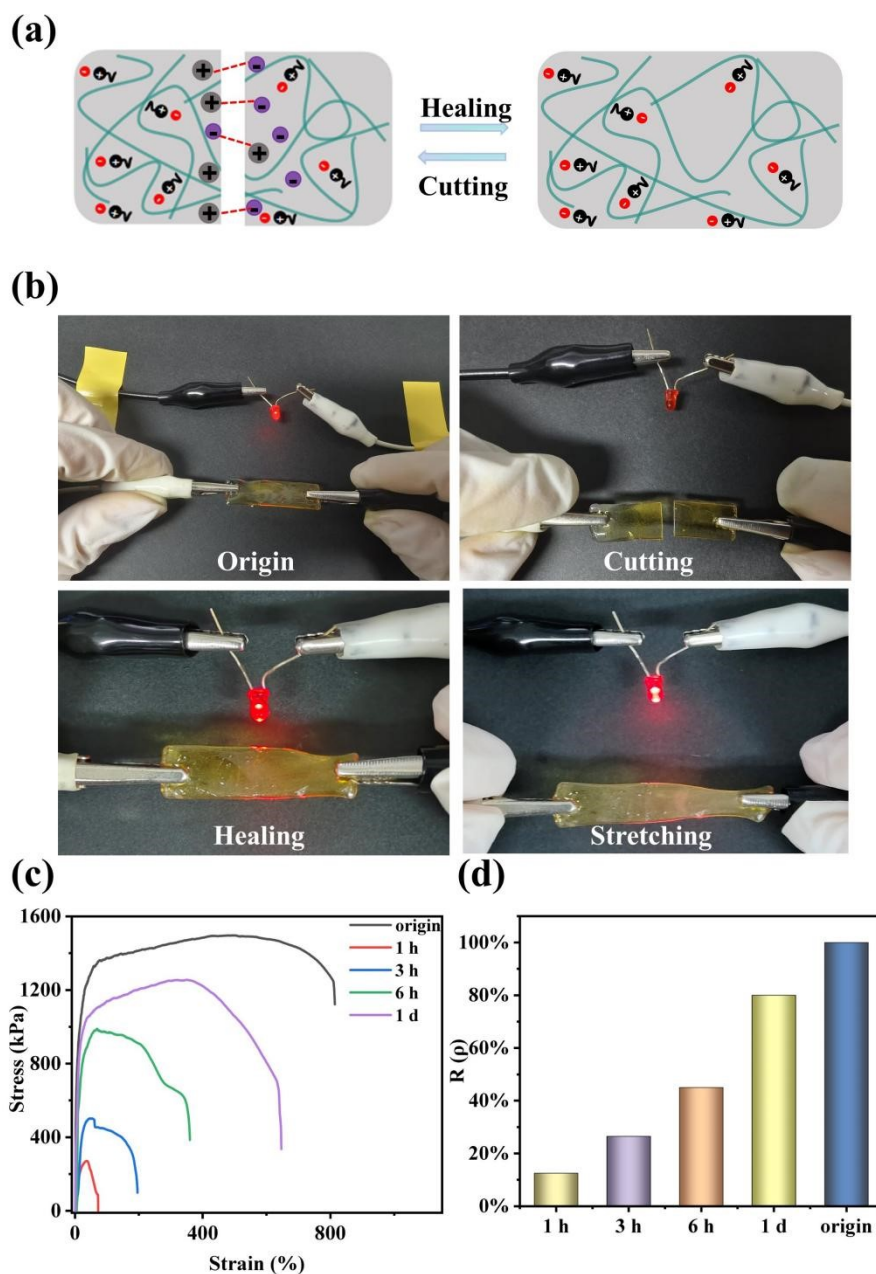 (a)
Healing
Cutting
(b)
Origin
Cutting
Healing
Stretching
(c)
1600
1200
800
400
0
Stress (kPa)
0
400
800
Strain (%)
origin
1 h
3 h
6 h
1 d
(d)
100%
80%
60%
40%
20%
0%
R (ρ)
1 h
3 h
6 h
1 d
origin